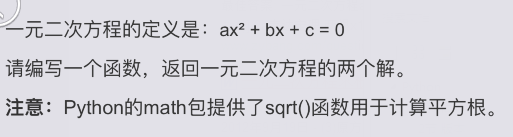 一元二次方程的定义是：ax² + bx + c = 0
请编写一个函数，返回一元二次方程的两个解。
注意：Python的math包提供了sqrt()函数用于计算平方根。